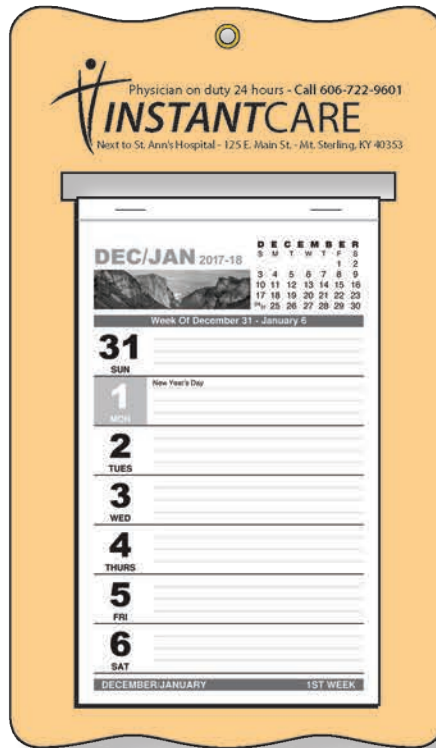 Physician on duty 24 hours - Call 606-722-9601
INSTANTCARE
Next to St. Ann's Hospital - 125 E. Main St. - Mt. Sterling, KY 40353
DEC/JAN 2017-18
DECEMBER
S M T W T F S
1 2
3 4 5 6 7 8 9
10 11 12 13 14 15 16
17 18 19 20 21 22 23
24/31 25 26 27 28 29 30
Week Of December 31 - January 6
31
SUN
1 New Year's Day
MON
2
TUES
3
WED
4
THURS
5
FRI
6
SAT
DECEMBER/JANUARY 1ST WEEK